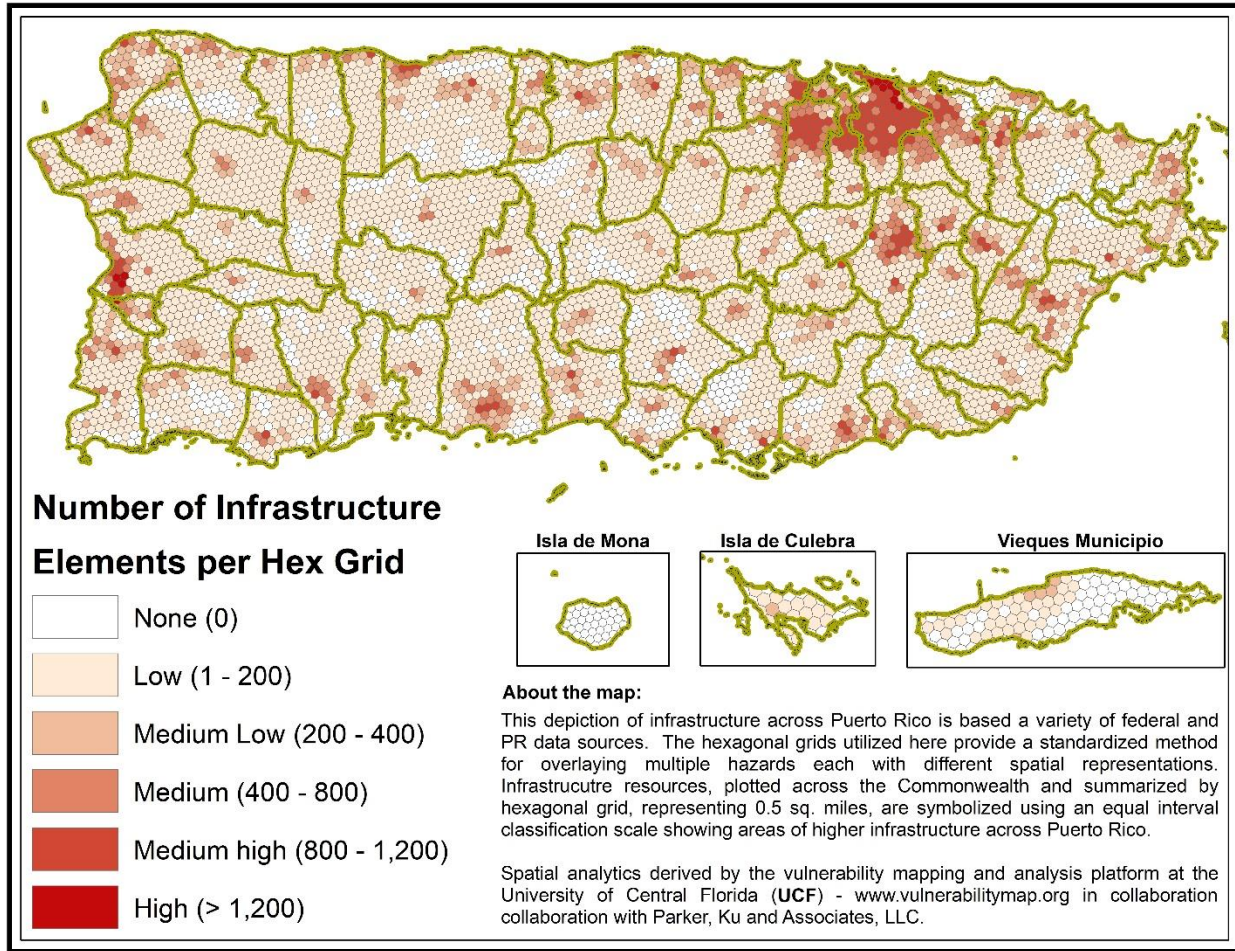 Number of Infrastructure
Elements per Hex Grid
None (0)
Low (1 - 200)
Medium Low (200 - 400)
Medium (400 - 800)
Medium high (800 - 1,200)
High (> 1,200)
Isla de Mona
Isla de Culebra
Vieques Municipio
About the map:
This depiction of infrastructure across Puerto Rico is based a variety of federal and
PR data sources. The hexagonal grids utilized here provide a standardized method
for overlaying multiple hazards each with different spatial representations.
Infrastrucutre resources, plotted across the Commonwealth and summarized by
hexagonal grid, representing 0.5 sq. miles, are symbolized using an equal interval
classification scale showing areas of higher infrastructure across Puerto Rico.
Spatial analytics derived by the vulnerability mapping and analysis platform at the
University of Central Florida (UCF) - www.vulnerabilitymap.org in collaboration
collaboration with Parker, Ku and Associates, LLC.